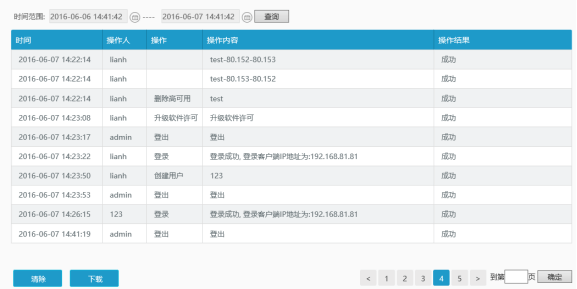 时间范围: 2016-06-06 14:41:42 ---- 2016-06-07 14:41:42 查询
时间 操作人 操作 操作内容 操作结果
2016-06-07 14:22:14 lianh test-80.152-80.153 成功
2016-06-07 14:22:14 lianh test-80.153-80.152 成功
2016-06-07 14:22:14 lianh 删除高可用 test 成功
2016-06-07 14:23:08 lianh 升级软件许可 升级软件许可 成功
2016-06-07 14:23:17 admin 登出 登出 成功
2016-06-07 14:23:22 lianh 登录 登录成功, 登录客户端IP地址为:192.168.81.81 成功
2016-06-07 14:23:50 lianh 创建用户 123 成功
2016-06-07 14:23:53 admin 登出 登出 成功
2016-06-07 14:26:15 123 登录 登录成功, 登录客户端IP地址为:192.168.81.81 成功
2016-06-07 14:41:19 admin 登出 登出 成功
清除 下载 < 1 2 3 4 5 > 到第 页 确定